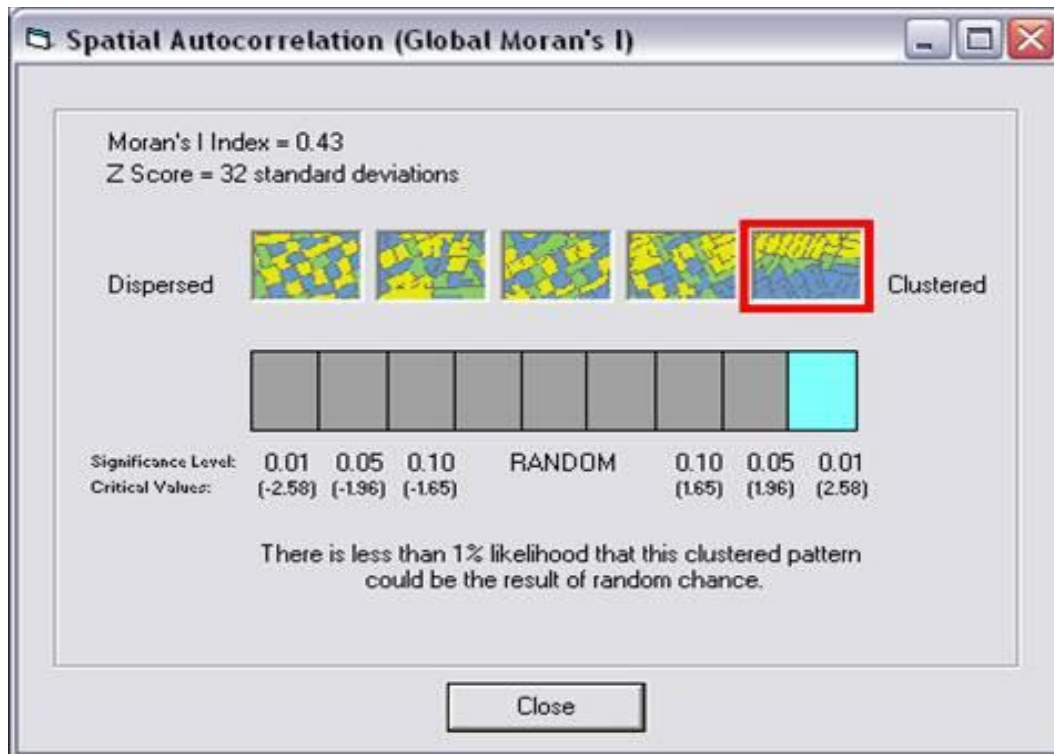 Spatial Autocorrelation (Global Moran's I)
Moran's I Index = 0.43
Z Score = 32 standard deviations
Dispersed
Clustered
Significance Level: 0.01 0.05 0.10 RANDOM 0.10 0.05 0.01
Critical Values: (-2.58) (-1.96) (-1.65) (1.65) (1.96) (2.58)
There is less than 1% likelihood that this clustered pattern
could be the result of random chance.
Close